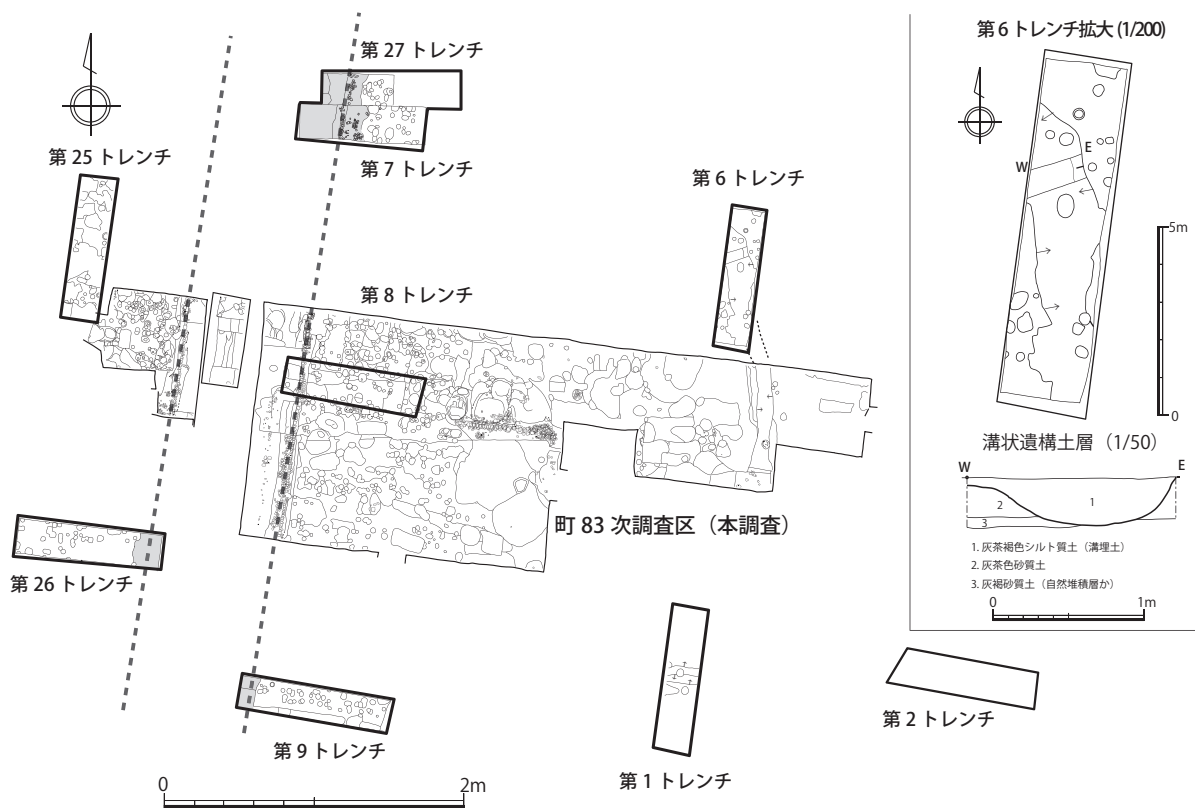 第 27 トレンチ
第 7 トレンチ
第 25 トレンチ
第 6 トレンチ
第 8 トレンチ
町 83 次調査区（本調査）
第 26 トレンチ
第 9 トレンチ
第 1 トレンチ
第 2 トレンチ
0 2m
第 6 トレンチ拡大 (1/200)
W E
5m
0
溝状遺構土層（1/50）
W E
1
2
3
1. 灰茶褐色シルト質土（溝埋土）
2. 灰茶色砂質土
3. 灰褐砂質土（自然堆積層か）
0 1m